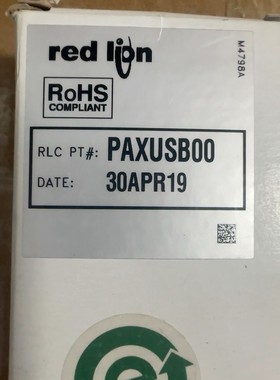 red lion
M4798A
RoHS
COMPLIANT
RLC PT#: PAXUSB00
DATE: 30APR19